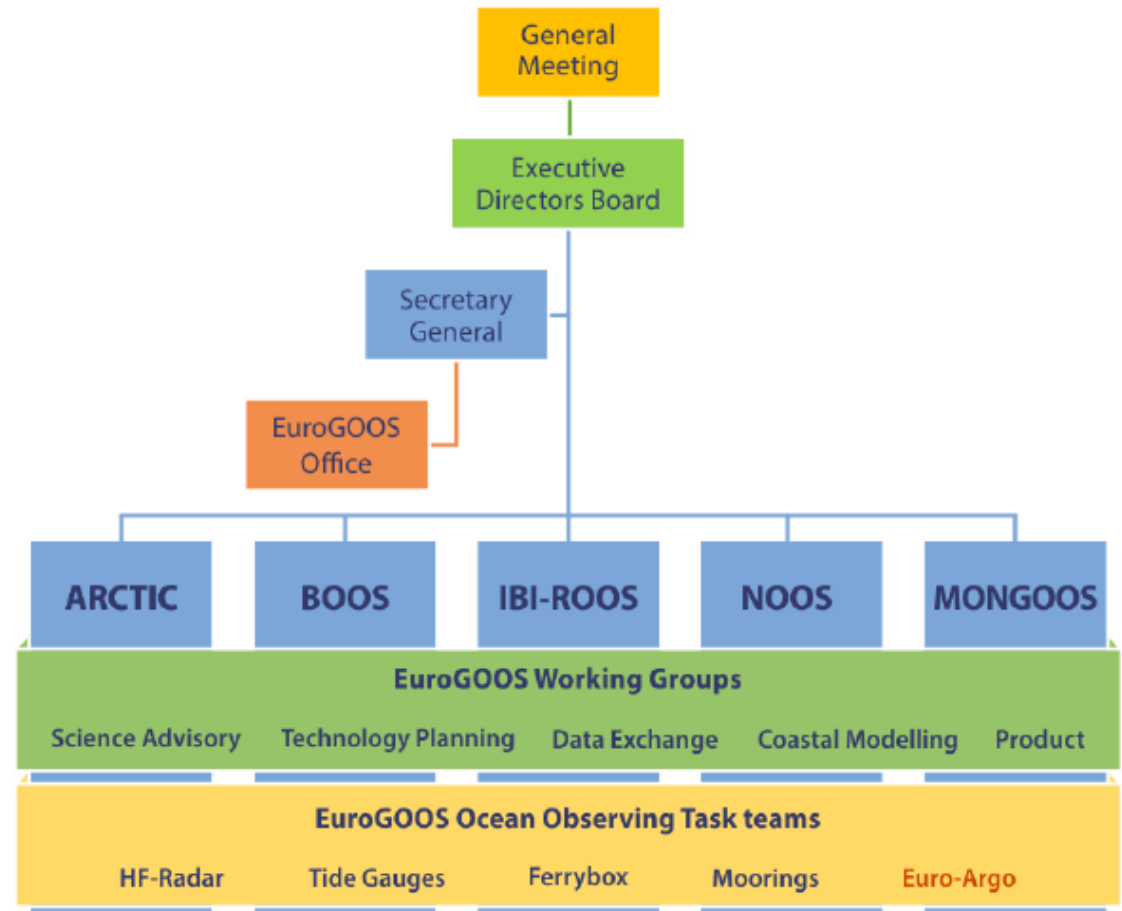 General
Meeting
Executive
Directors Board
Secretary
General
EuroGOOS
Office
ARCTIC BOOS IBI-ROOS NOOS MONGOOS
EuroGOOS Working Groups
Science Advisory Technology Planning Data Exchange Coastal Modelling Product
EuroGOOS Ocean Observing Task teams
HF-Radar Tide Gauges Ferrybox Moorings Euro-Argo